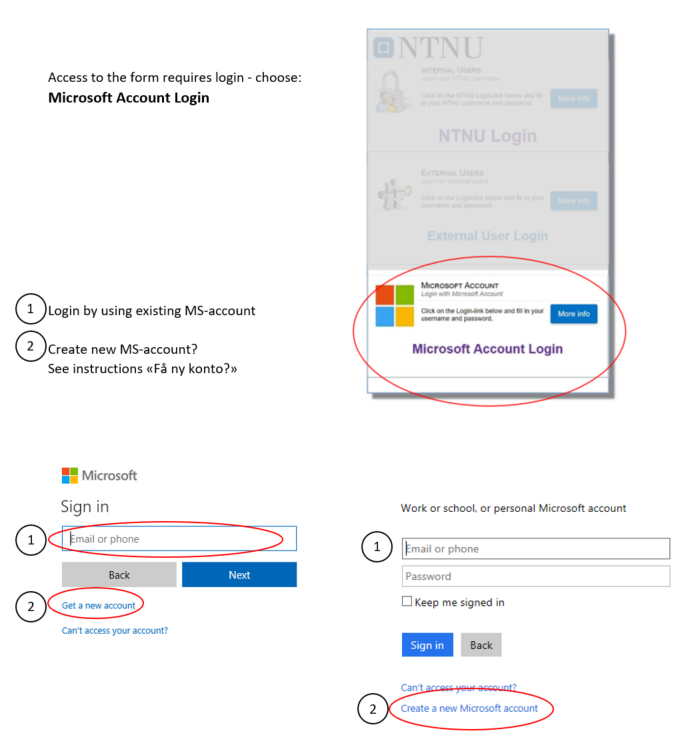 Access to the form requires login - choose:
Microsoft Account Login
NTNU
INTERNAL USERS
Login with NTNU username
Click on the NTNU Login-link below and fill
in your NTNU username and password.
More info
NTNU Login
EXTERNAL USERS
Login for external users
Click on the Login-link below and fill in your
username and password.
More info
External User Login
MICROSOFT ACCOUNT
Login with Microsoft Account
Click on the Login-link below and fill in your
username and password.
More info
Microsoft Account Login
1 Login by using existing MS-account
2 Create new MS-account?
See instructions «Få ny konto?»
Microsoft
Sign in
1 Email or phone
Back Next
2 Get a new account
Can't access your account?
Work or school, or personal Microsoft account
1 Email or phone
Password
Keep me signed in
Sign in Back
Can't access your account?
2 Create a new Microsoft account